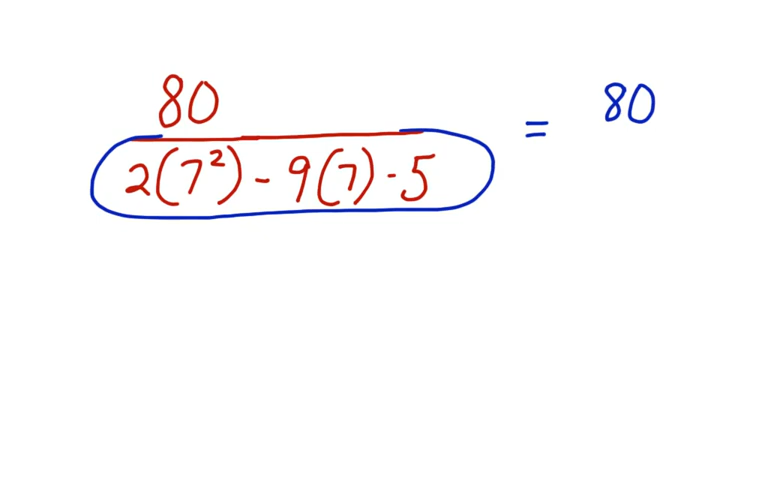 80 = 80
2(7²) - 9(7) - 5